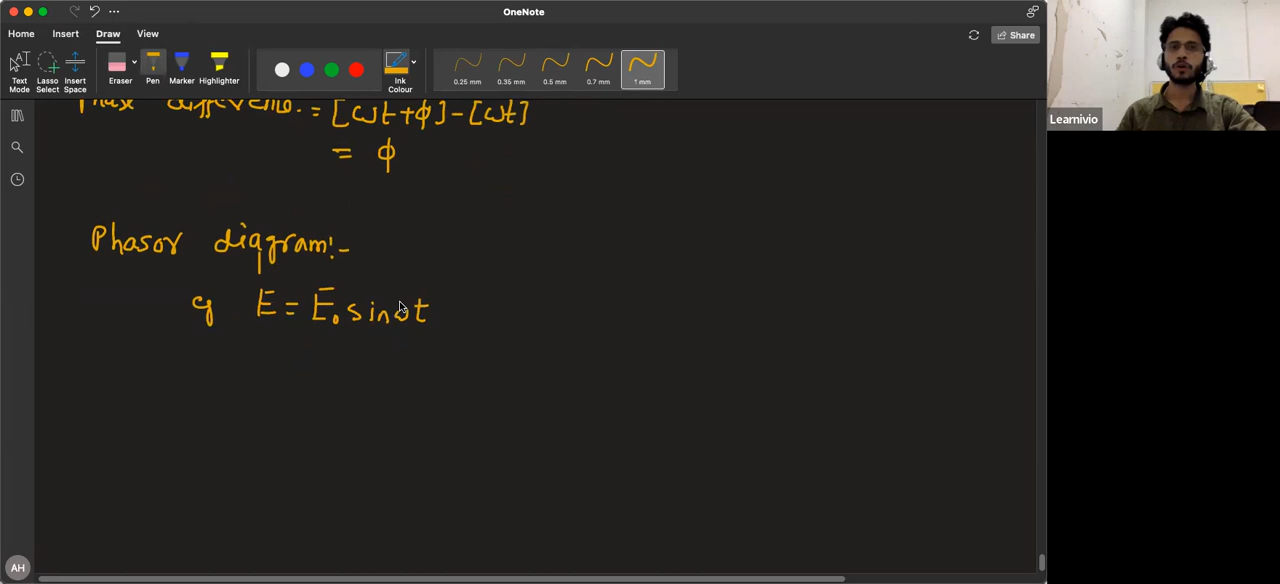 OneNote
Home Insert Draw View
Share
Text Mode Lasso Select Insert Space Eraser Pen Marker Highlighter Ink Colour 0.25 mm 0.35 mm 0.5 mm 0.7 mm 1 mm
Learnivio
Phase difference = [ωt+φ]-[ωt]
= φ
Phasor diagram:-
E = E₀ sin ωt
AH